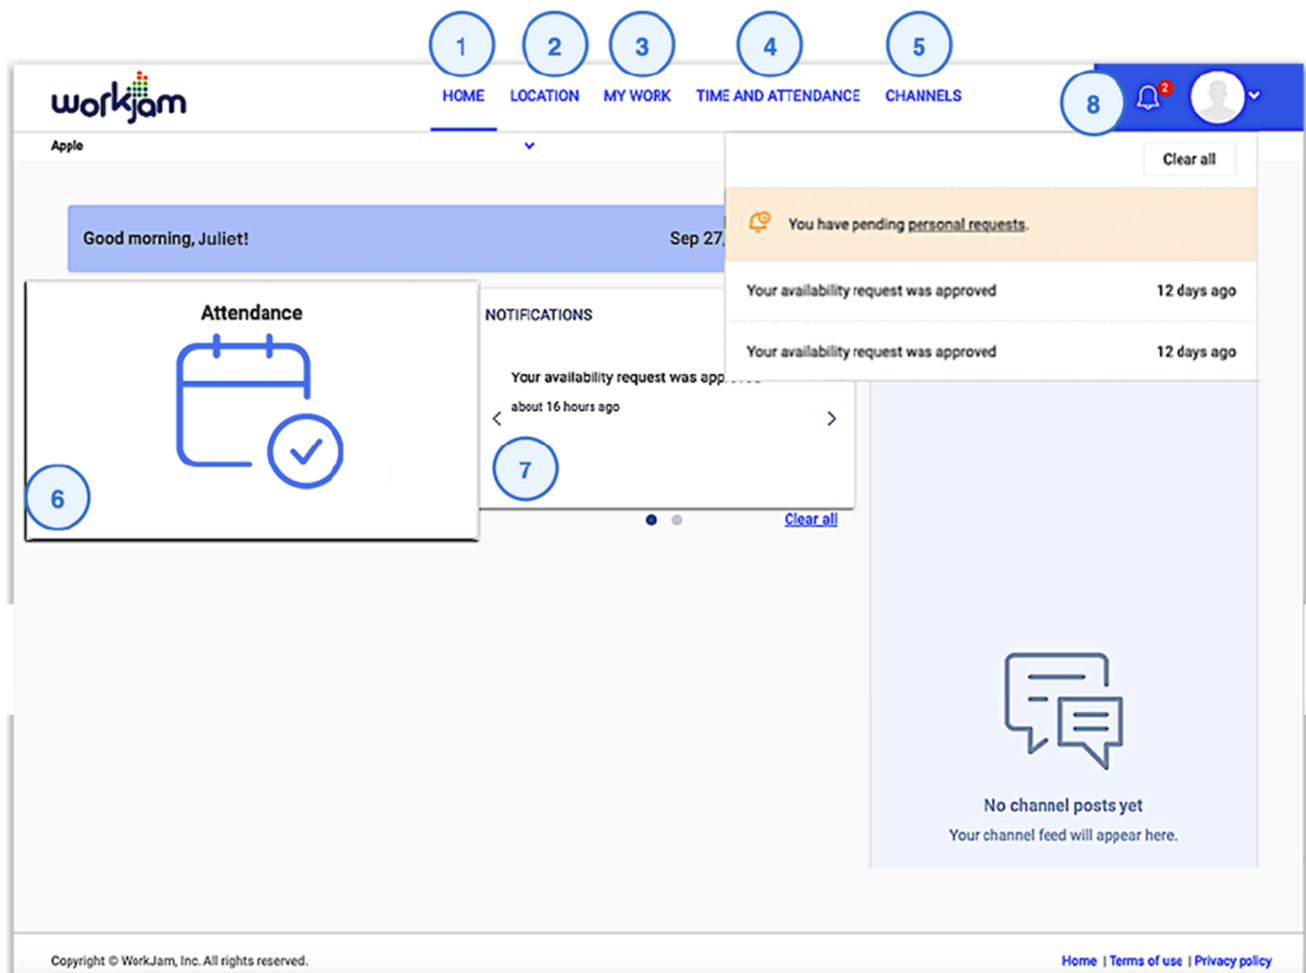 1 2 3 4 5
workjam
HOME LOCATION MY WORK TIME AND ATTENDANCE CHANNELS
8
2
Apple
Clear all
You have pending personal requests.
Good morning, Juliet!
Sep 27,
Your availability request was approved 12 days ago
Your availability request was approved 12 days ago
Attendance
6
NOTIFICATIONS
Your availability request was app
about 16 hours ago
7
Clear all
No channel posts yet
Your channel feed will appear here.
Copyright © WorkJam, Inc. All rights reserved.
Home | Terms of use | Privacy policy